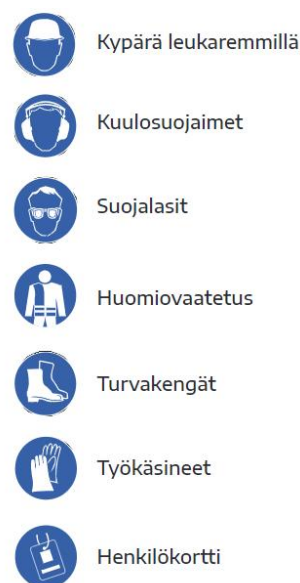 Kypärä leukaremmillä
Kuulosuojaimet
Suojalasit
Huomiovaatetus
Turvakengät
Työkäsineet
Henkilökortti